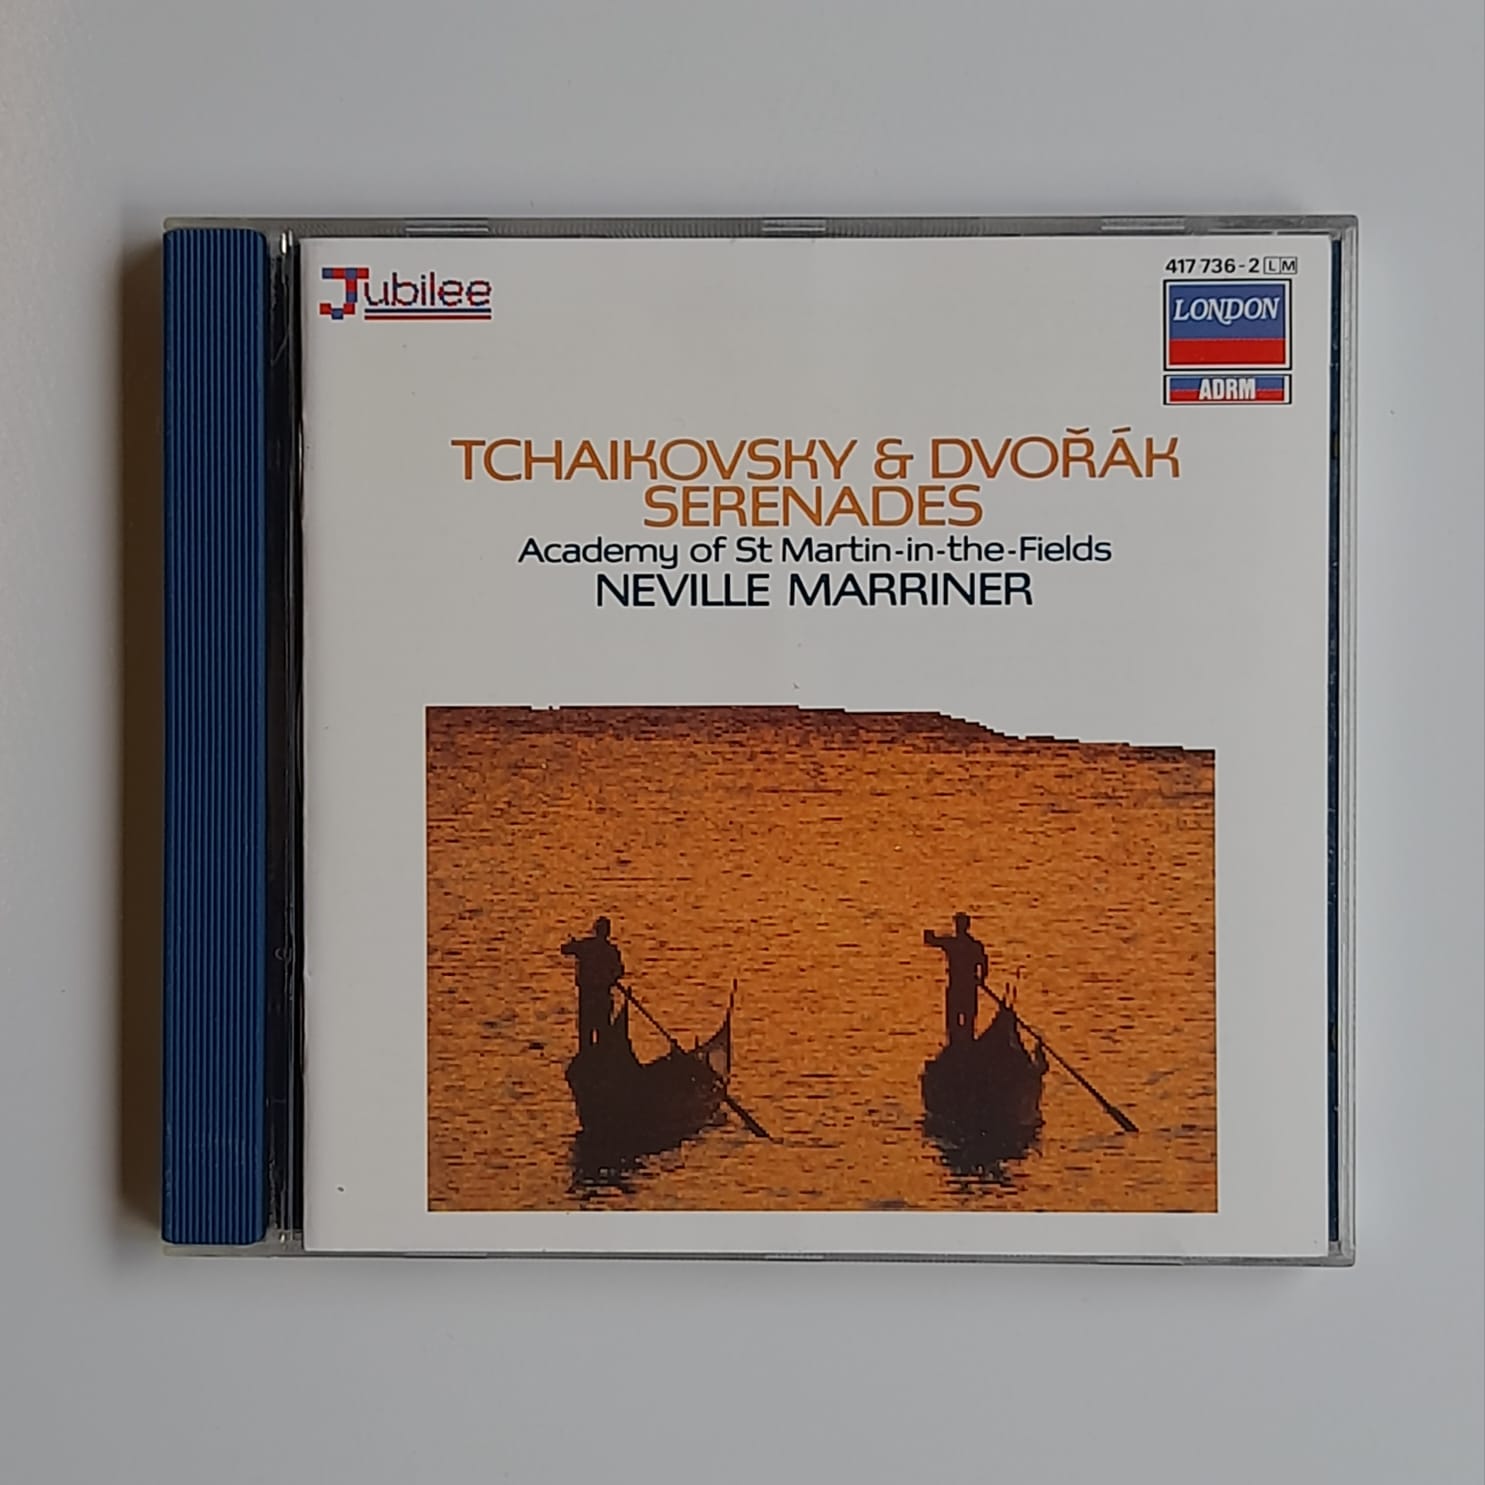 Jubilee
417 736-2 LM
LONDON
ADRM
TCHAIKOVSKY & DVOŘÁK
SERENADES
Academy of St Martin-in-the-Fields
NEVILLE MARRINER